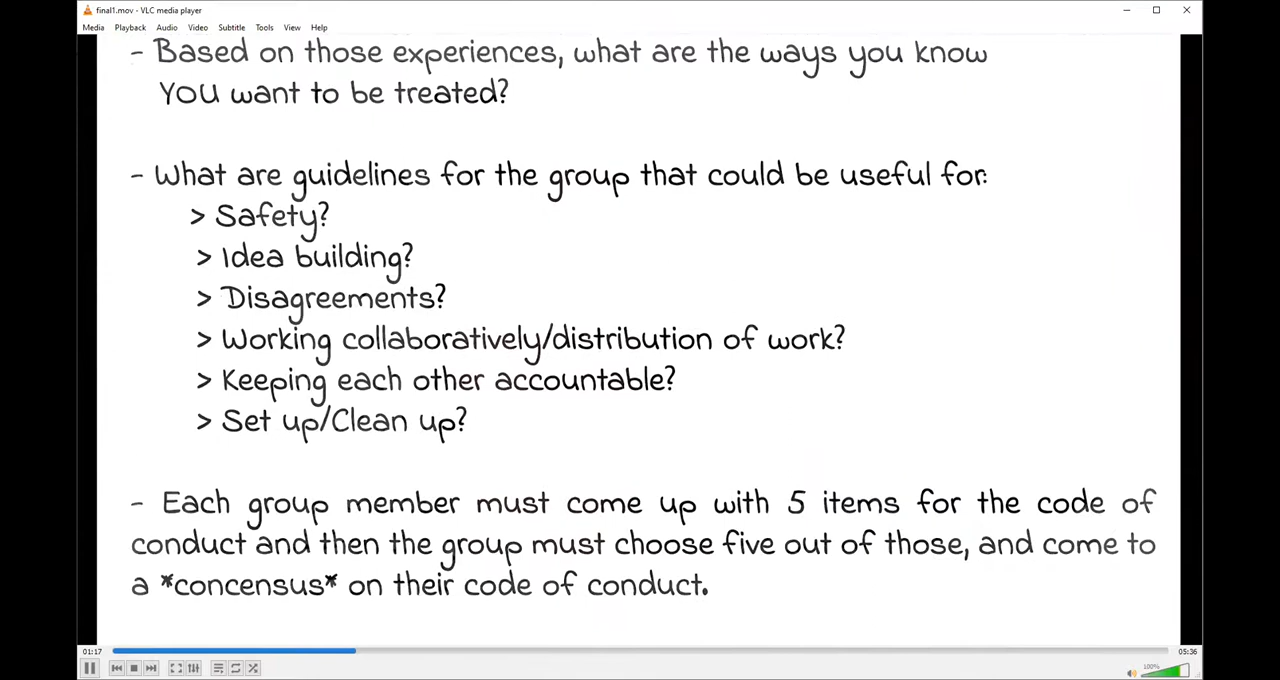 final1.mov - VLC media player
Media Playback Audio Video Subtitle Tools View Help
- Based on those experiences, what are the ways you know
YOU want to be treated?
- What are guidelines for the group that could be useful for:
> Safety?
> Idea building?
> Disagreements?
> Working collaboratively/distribution of work?
> Keeping each other accountable?
> Set up/Clean up?
- Each group member must come up with 5 items for the code of
conduct and then the group must choose five out of those, and come to
a *concensus* on their code of conduct.
01:17 05:36
100%